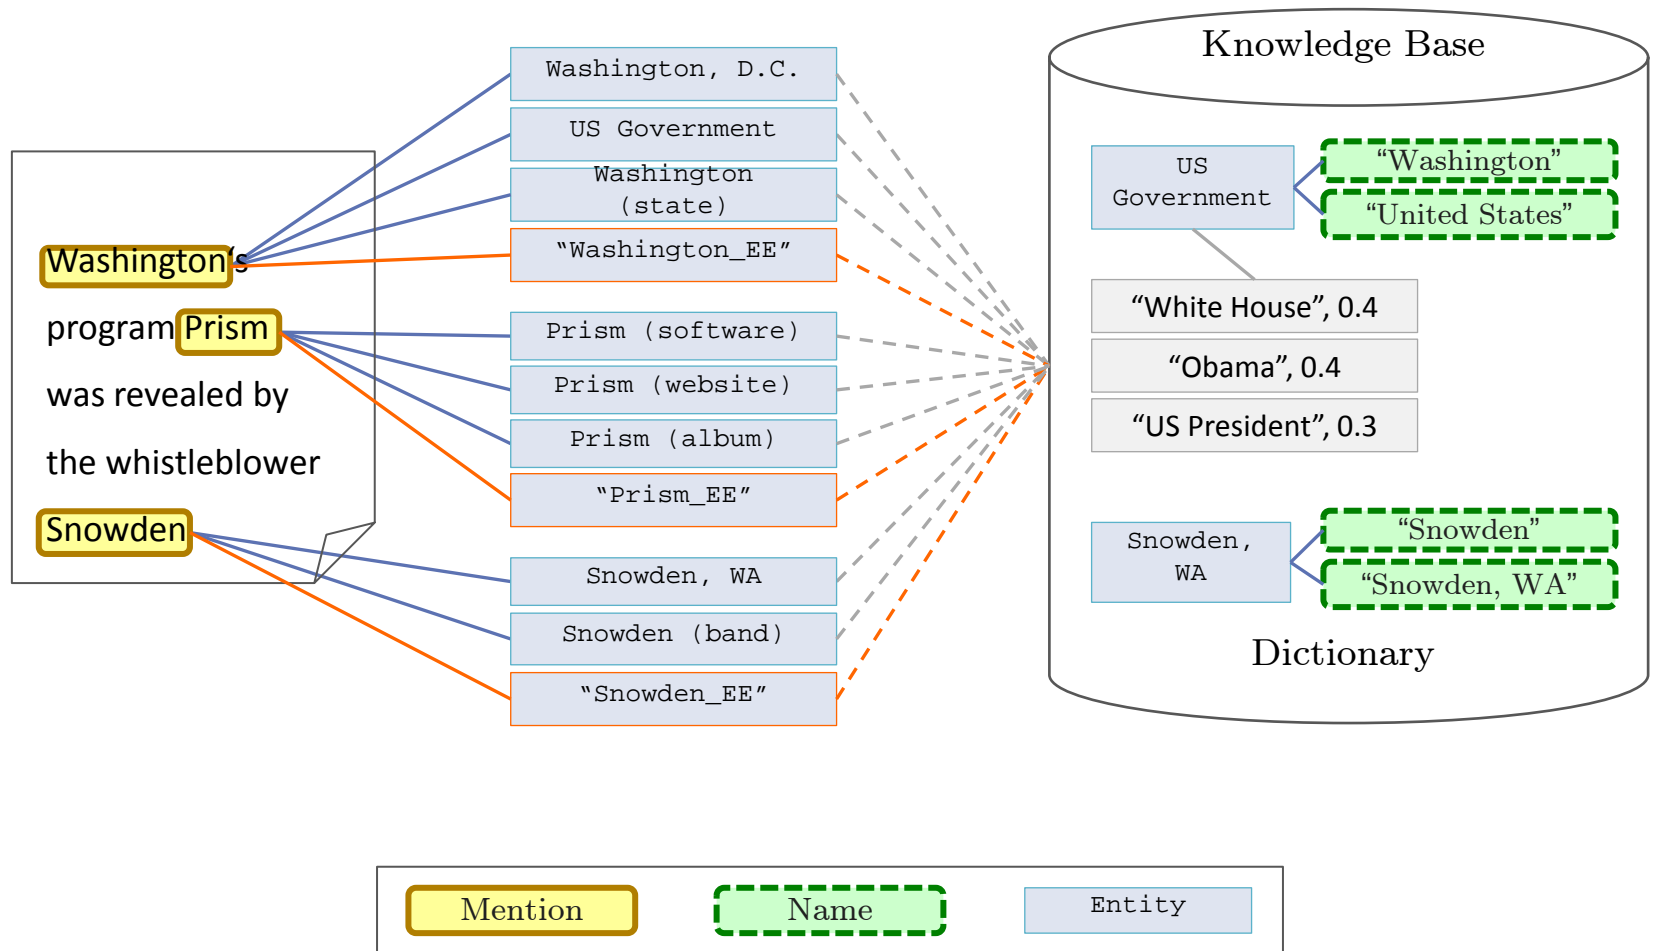 Washington‘s
program Prism
was revealed by
the whistleblower
Snowden
Washington, D.C.
US Government
Washington
(state)
“Washington_EE”
Prism (software)
Prism (website)
Prism (album)
“Prism_EE”
Snowden, WA
Snowden (band)
“Snowden_EE”
Knowledge Base
US
Government
“Washington”
“United States”
“White House”, 0.4
“Obama”, 0.4
“US President”, 0.3
Snowden,
WA
“Snowden”
“Snowden, WA”
Dictionary
Mention
Name
Entity